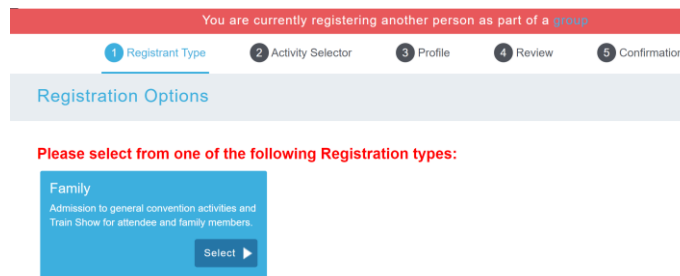 You are currently registering another person as part of a group
1 Registrant Type 2 Activity Selector 3 Profile 4 Review 5 Confirmation
Registration Options
Please select from one of the following Registration types:
Family
Admission to general convention activities and
Train Show for attendee and family members.
Select